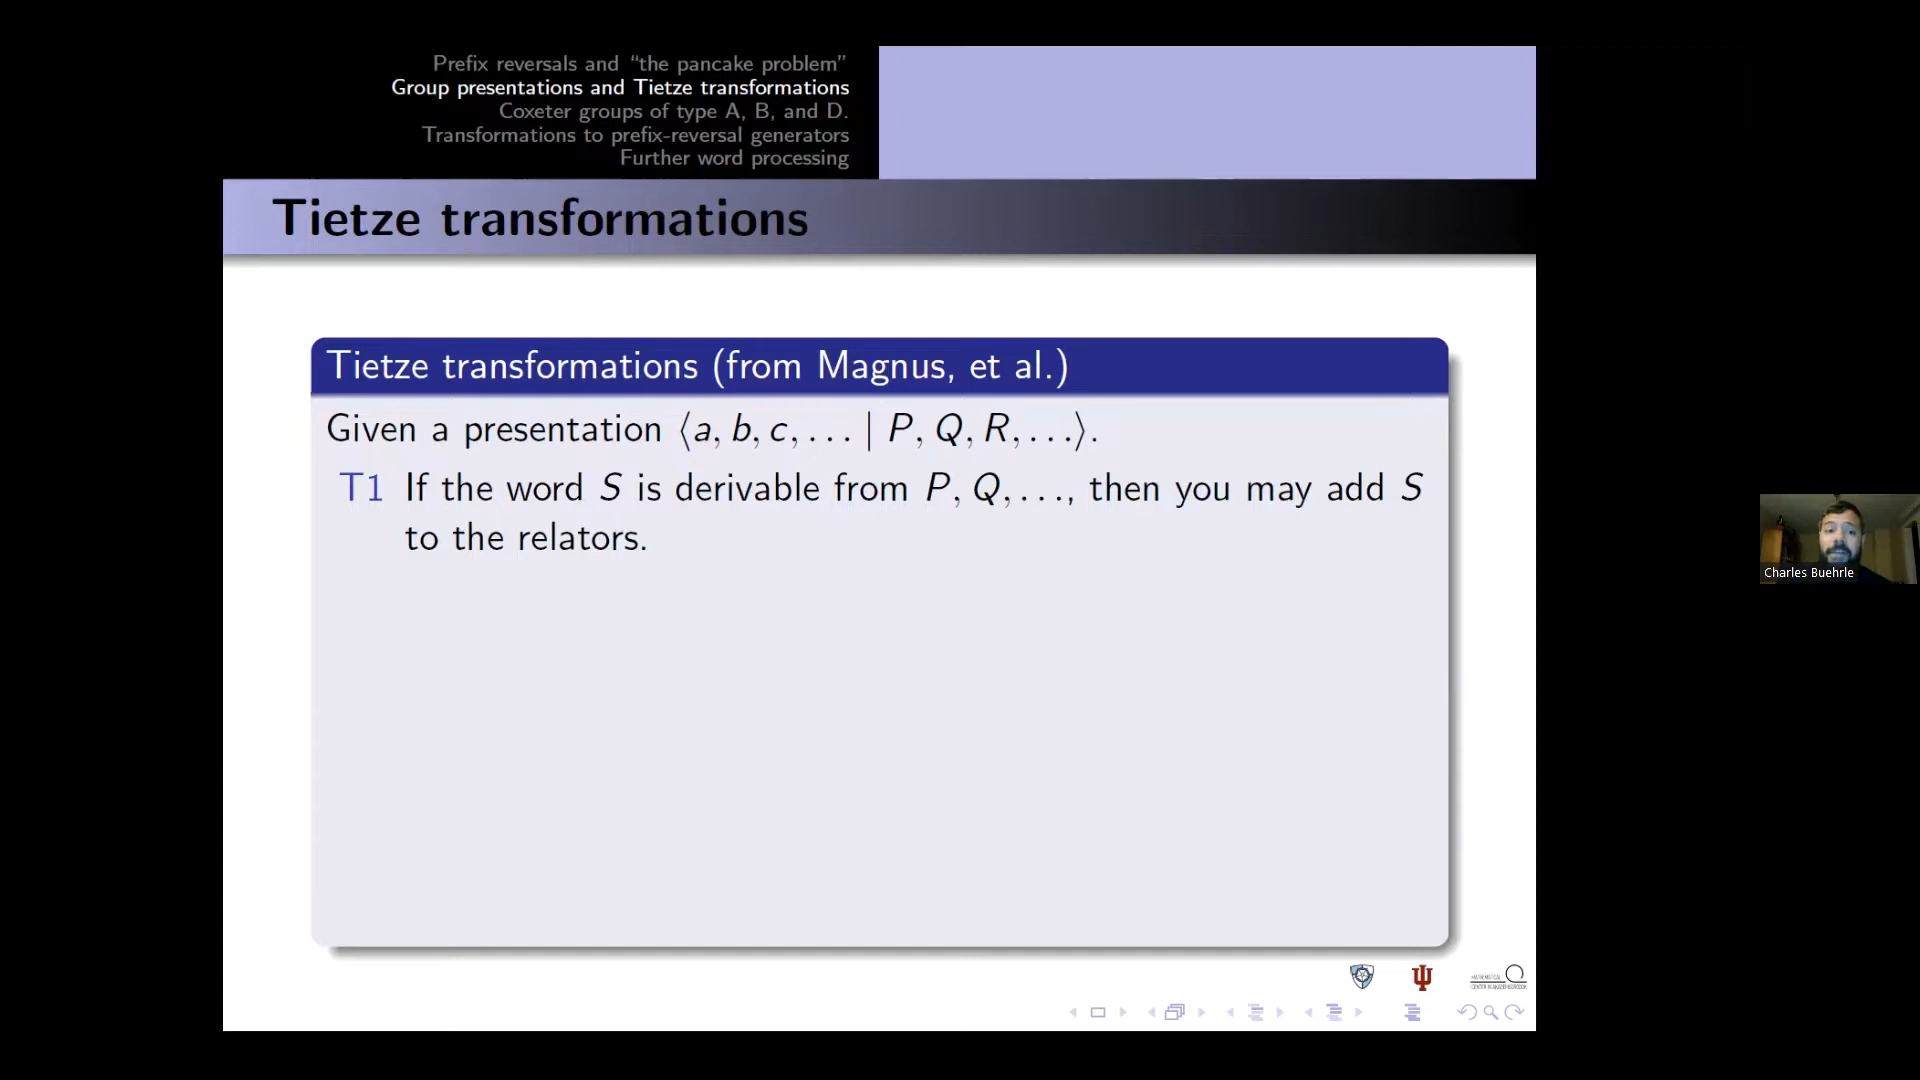 Prefix reversals and “the pancake problem”
Group presentations and Tietze transformations
Coxeter groups of type A, B, and D.
Transformations to prefix-reversal generators
Further word processing
Tietze transformations
Tietze transformations (from Magnus, et al.)
Given a presentation ⟨a, b, c, . . . | P, Q, R, . . .⟩.
T1 If the word S is derivable from P, Q, . . ., then you may add S
to the relators.
Charles Buehrle